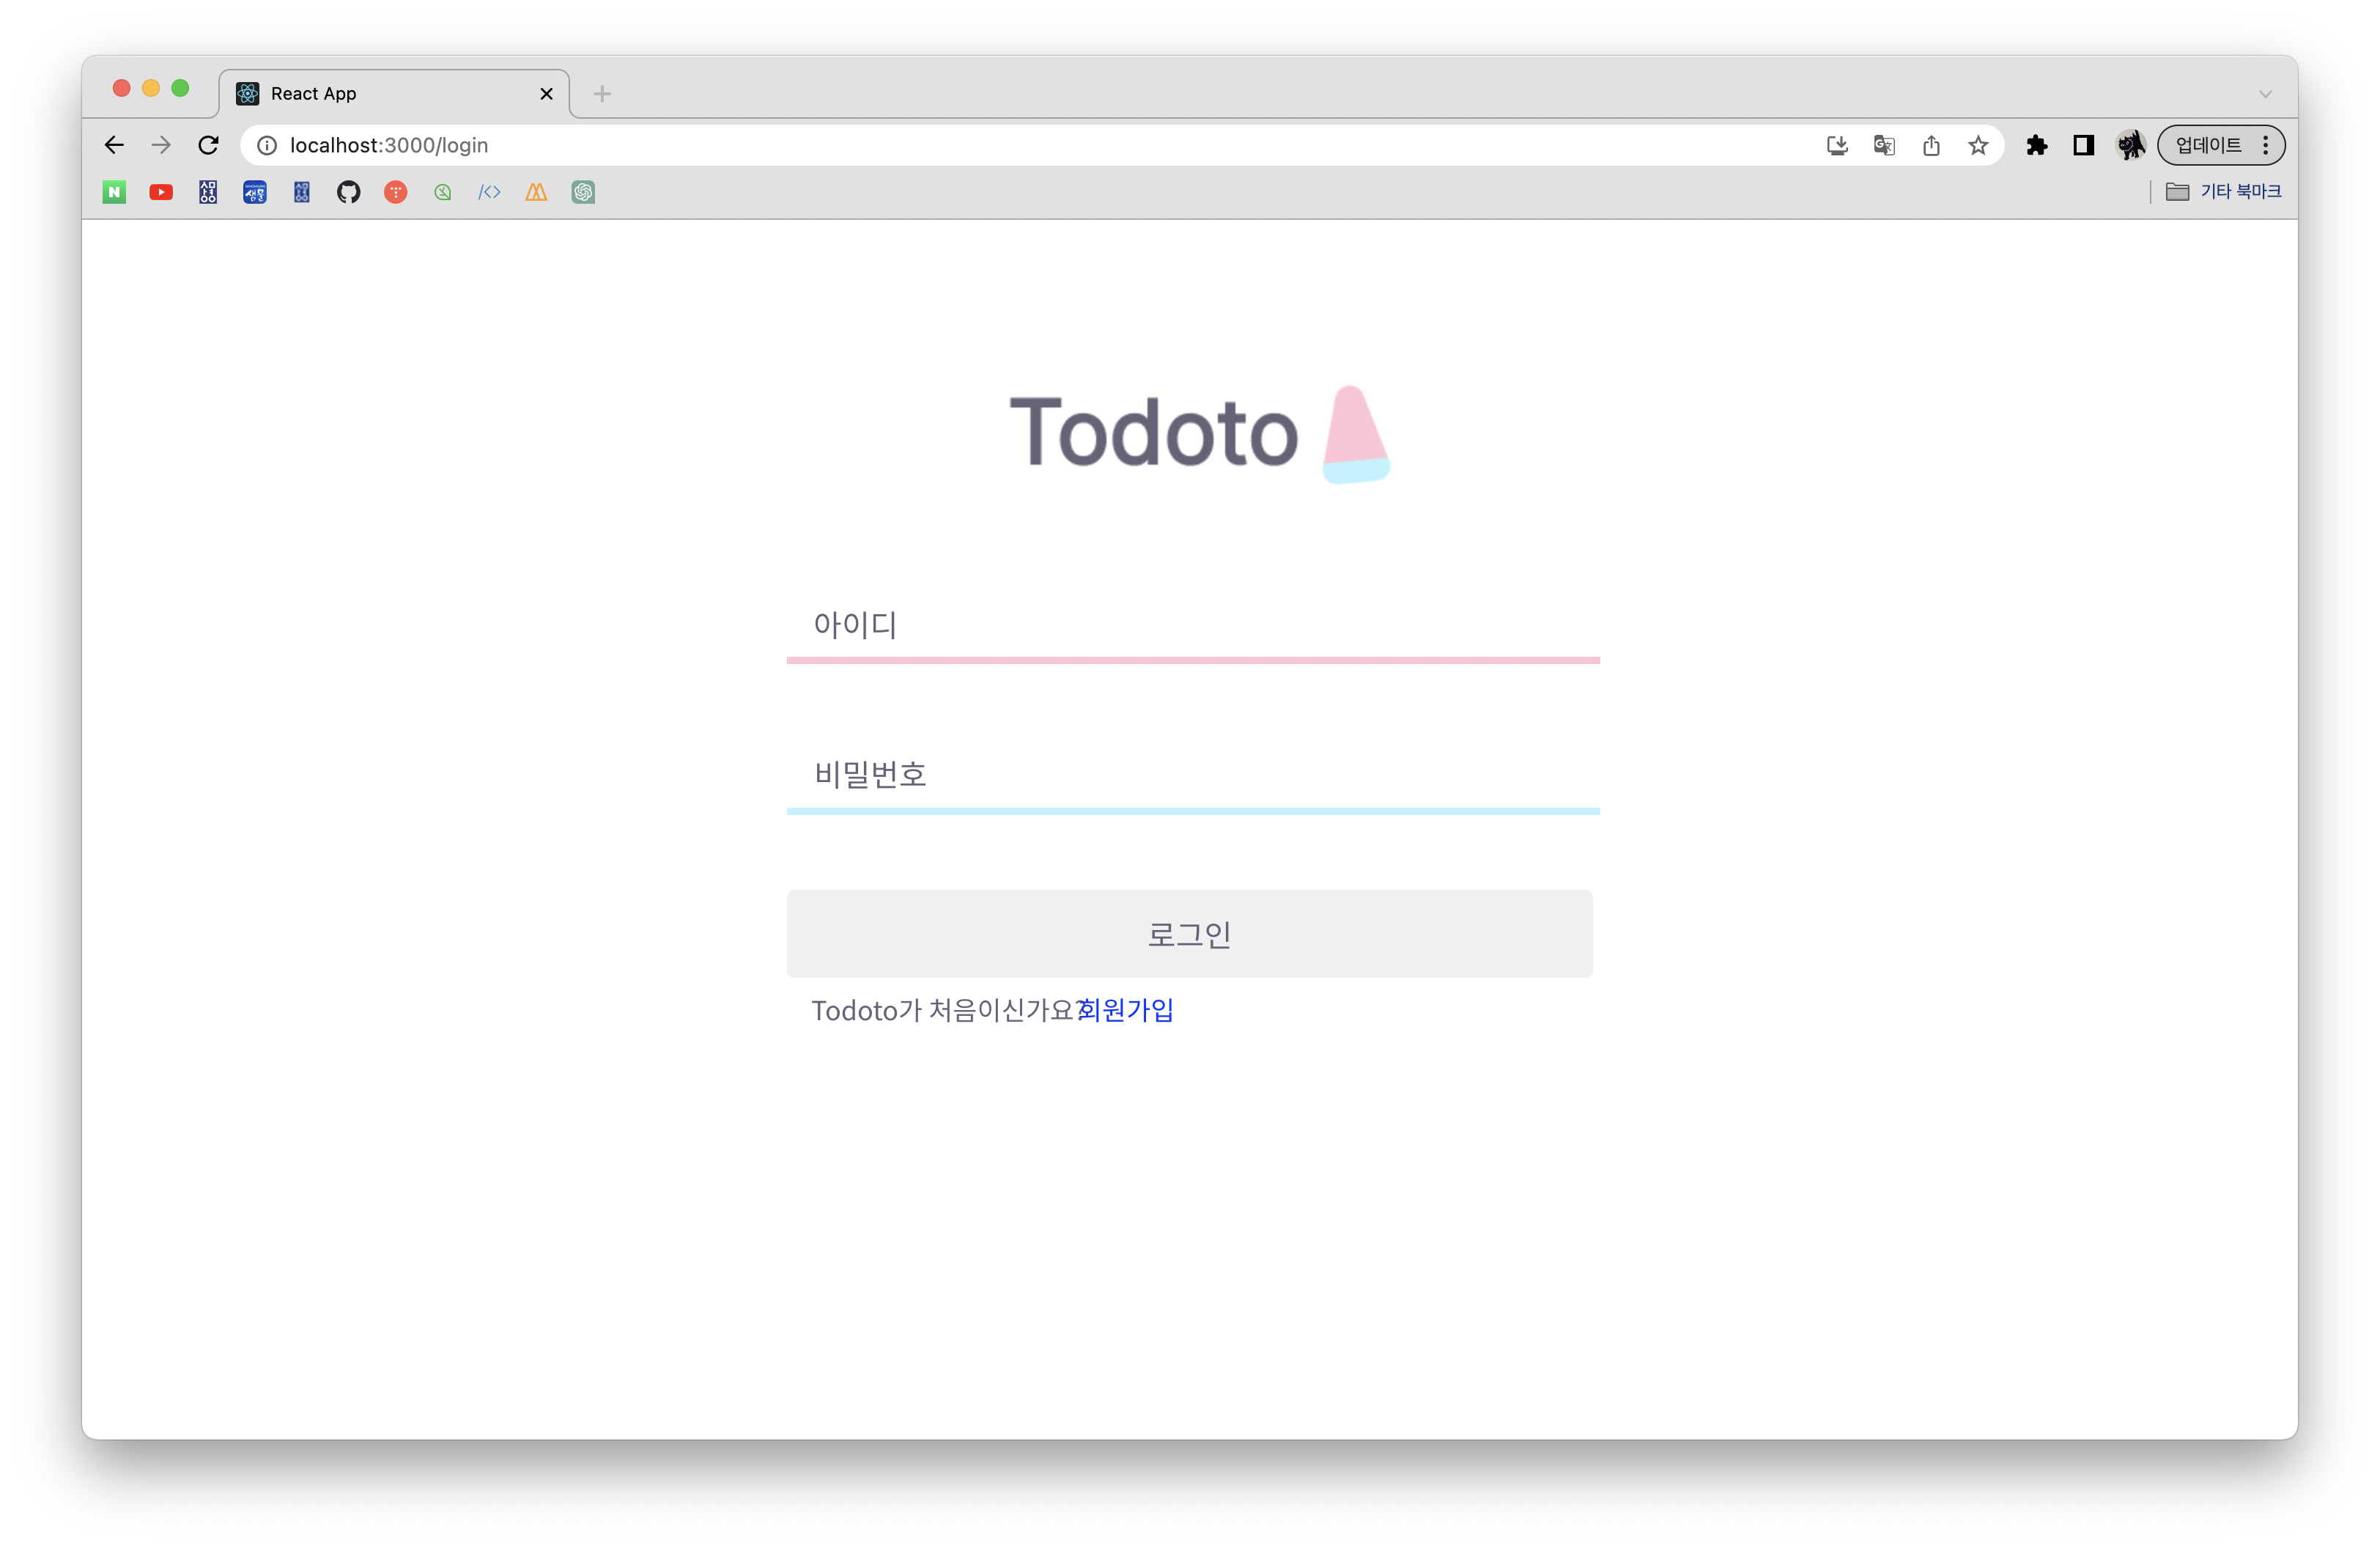 React App
localhost:3000/login
업데이트
기타 북마크
Todoto
아이디
비밀번호
로그인
Todoto가 처음이신가요?회원가입